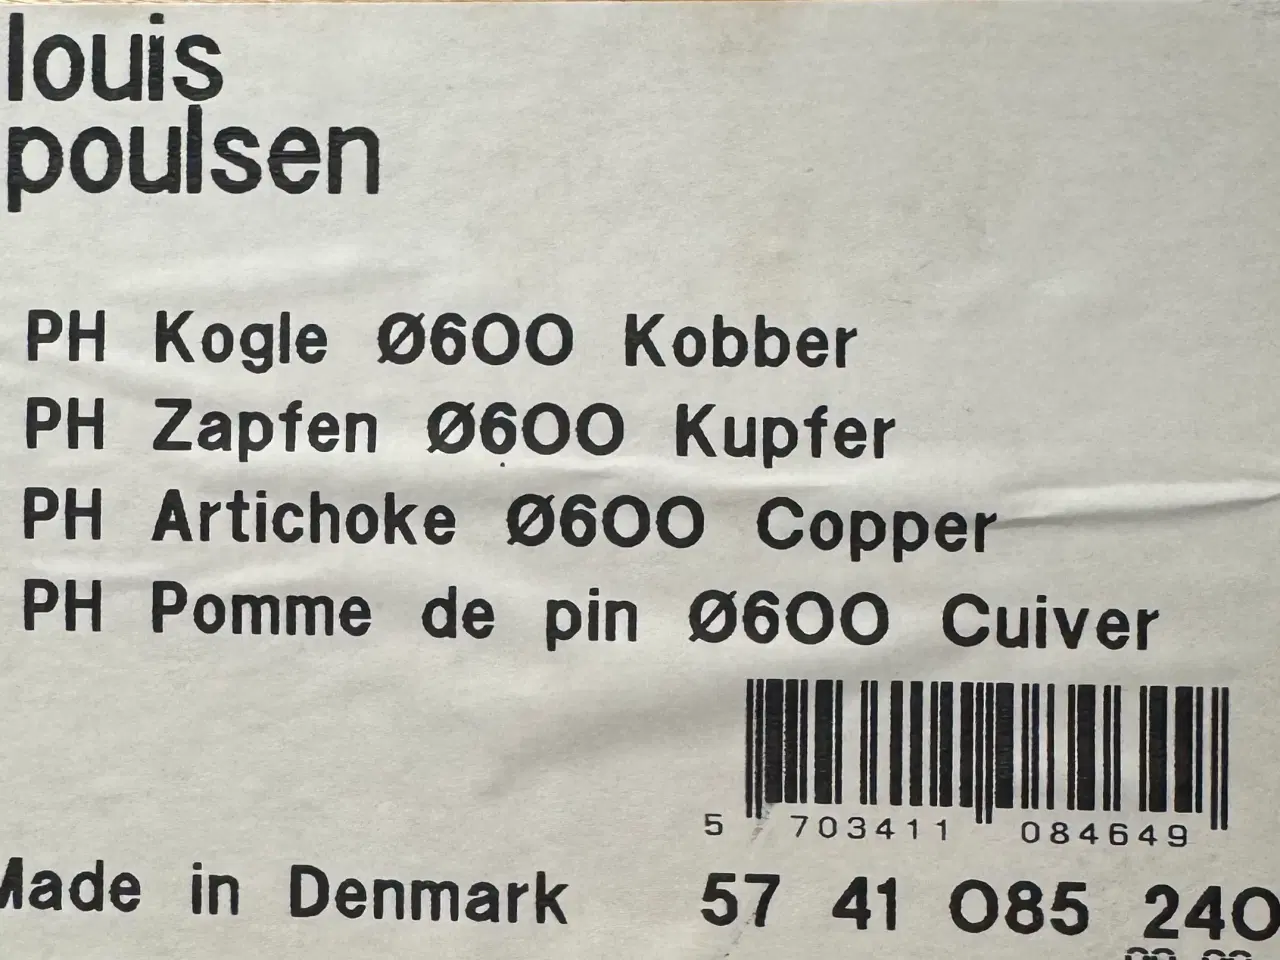 louis
poulsen
PH Kogle Ø600 Kobber
PH Zapfen Ø600 Kupfer
PH Artichoke Ø600 Copper
PH Pomme de pin Ø600 Cuiver
5 703411 084649
Made in Denmark 57 41 085 240